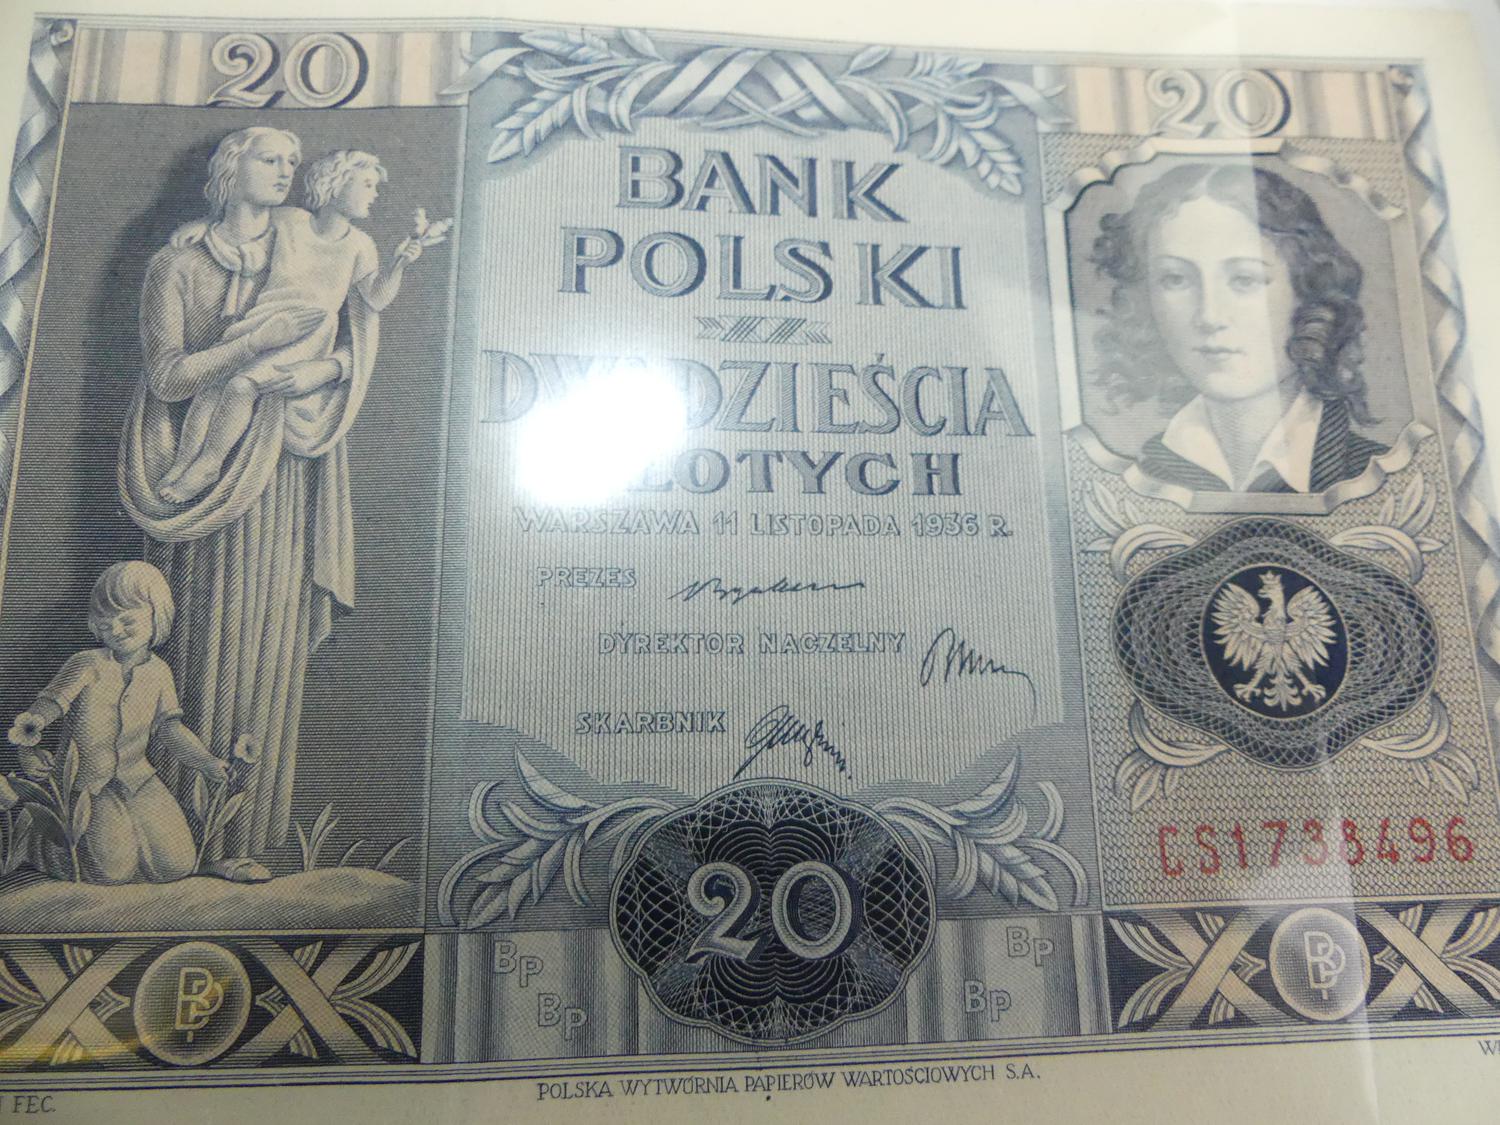 20
20
BANK
POLSKI
DWADZIEŚCIA
ZŁOTYCH
WARSZAWA 11 LISTOPADA 1936 R.
PREZES
DYREKTOR NACZELNY
SKARBNIK
CS1738496
20
BP
BP
BP
BP
BP
BP
POLSKA WYTWÓRNIA PAPIERÓW WARTOŚCIOWYCH S.A.
FEC.